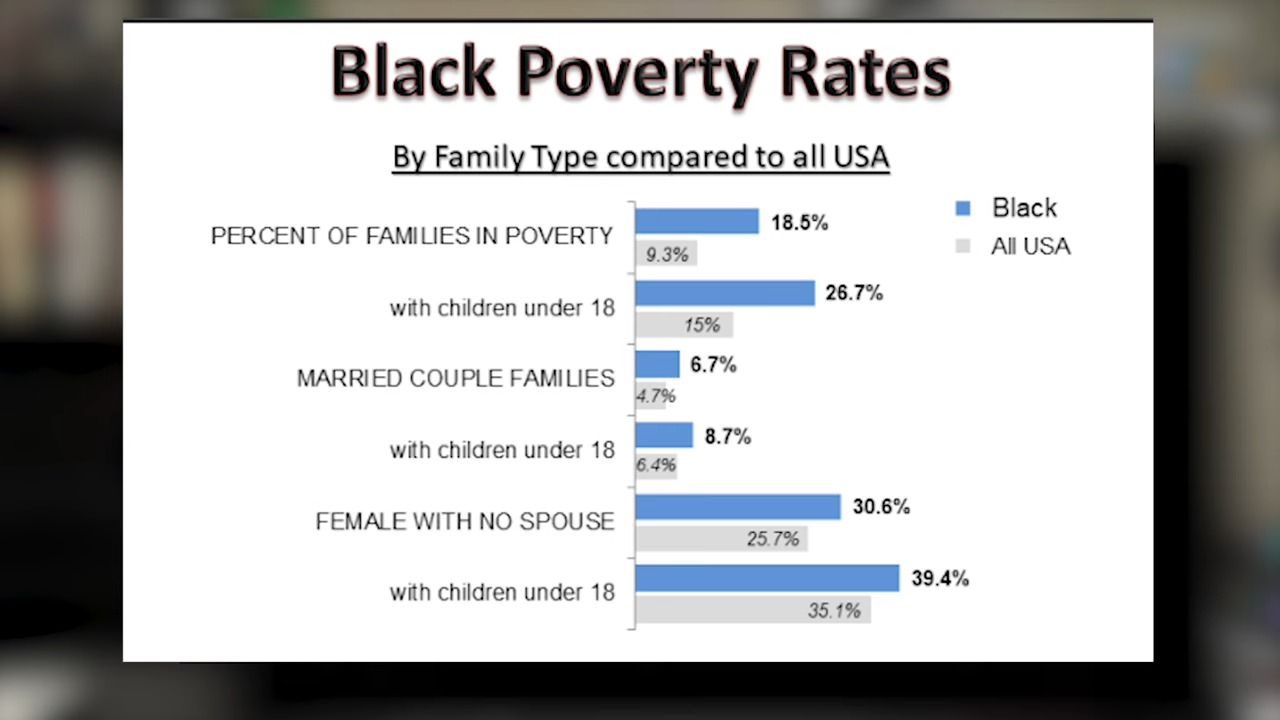 Black Poverty Rates
By Family Type compared to all USA
Black
All USA
PERCENT OF FAMILIES IN POVERTY
18.5%
9.3%
with children under 18
26.7%
15%
MARRIED COUPLE FAMILIES
6.7%
4.7%
with children under 18
8.7%
6.4%
FEMALE WITH NO SPOUSE
30.6%
25.7%
with children under 18
39.4%
35.1%